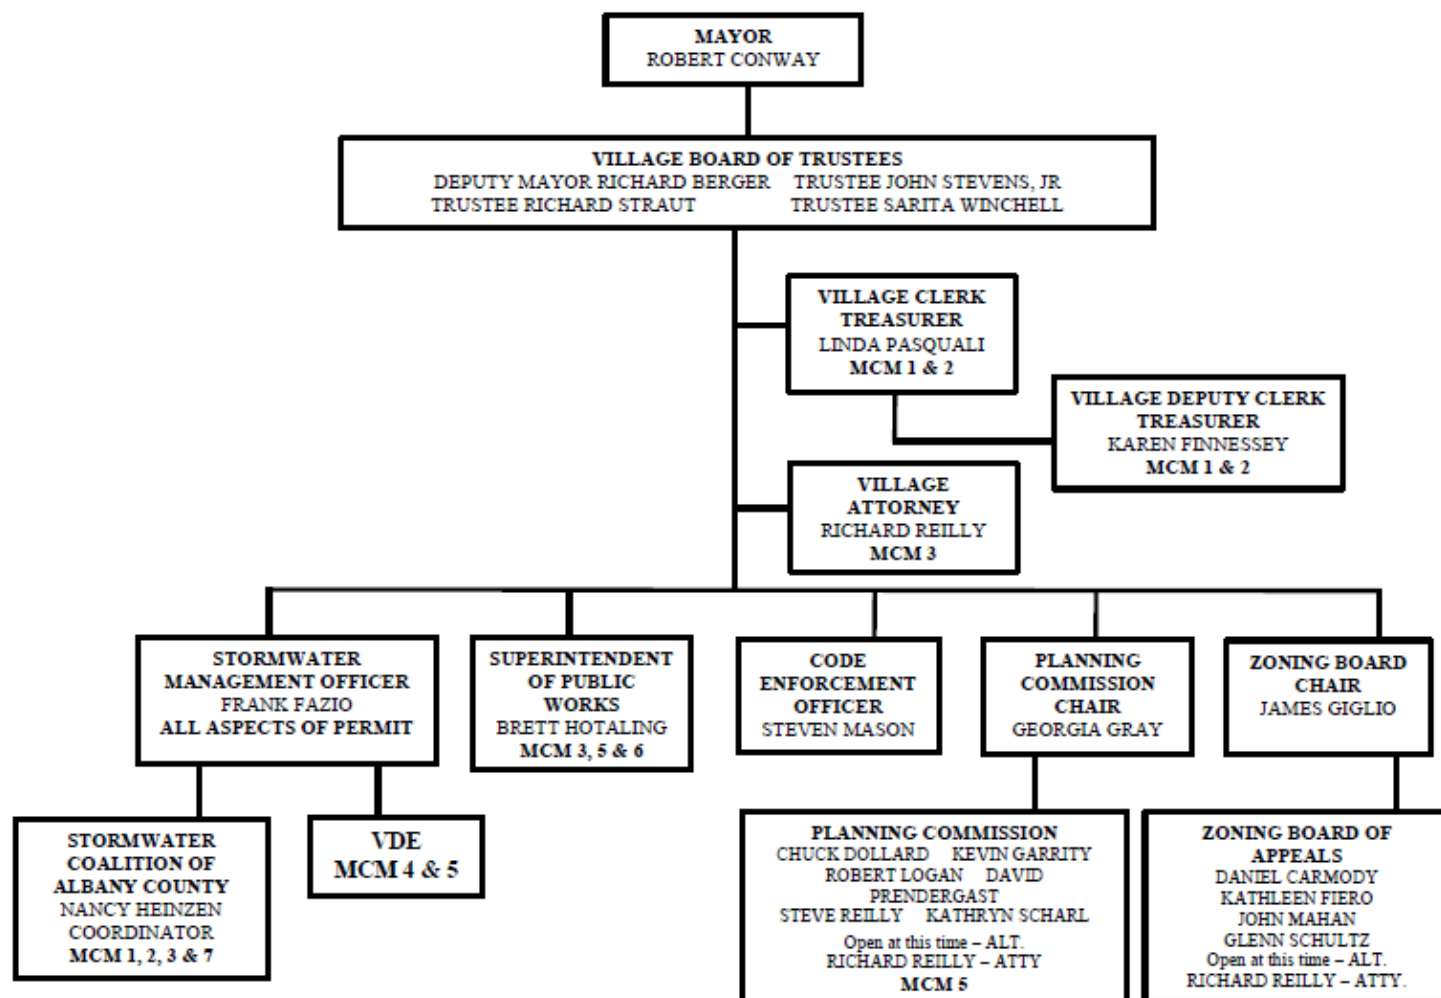 MAYOR
ROBERT CONWAY
VILLAGE BOARD OF TRUSTEES
DEPUTY MAYOR RICHARD BERGER TRUSTEE JOHN STEVENS, JR
TRUSTEE RICHARD STRAUT TRUSTEE SARITA WINCHELL
VILLAGE CLERK
TREASURER
LINDA PASQUALI
MCM 1 & 2
VILLAGE DEPUTY CLERK
TREASURER
KAREN FINNESSEY
MCM 1 & 2
VILLAGE
ATTORNEY
RICHARD REILLY
MCM 3
STORMWATER
MANAGEMENT OFFICER
FRANK FAZIO
ALL ASPECTS OF PERMIT
SUPERINTENDENT
OF PUBLIC
WORKS
BRETT HOTALING
MCM 3, 5 & 6
CODE
ENFORCEMENT
OFFICER
STEVEN MASON
PLANNING
COMMISSION
CHAIR
GEORGIA GRAY
ZONING BOARD
CHAIR
JAMES GIGLIO
STORMWATER
COALITION OF
ALBANY COUNTY
NANCY HEINZEN
COORDINATOR
MCM 1, 2, 3 & 7
VDE
MCM 4 & 5
PLANNING COMMISSION
CHUCK DOLLARD KEVIN GARRITY
ROBERT LOGAN DAVID
PRENDERGAST
STEVE REILLY KATHRYN SCHARL
Open at this time – ALT.
RICHARD REILLY – ATTY
MCM 5
ZONING BOARD OF
APPEALS
DANIEL CARMODY
KATHLEEN FIERO
JOHN MAHAN
GLENN SCHULTZ
Open at this time – ALT.
RICHARD REILLY – ATTY.